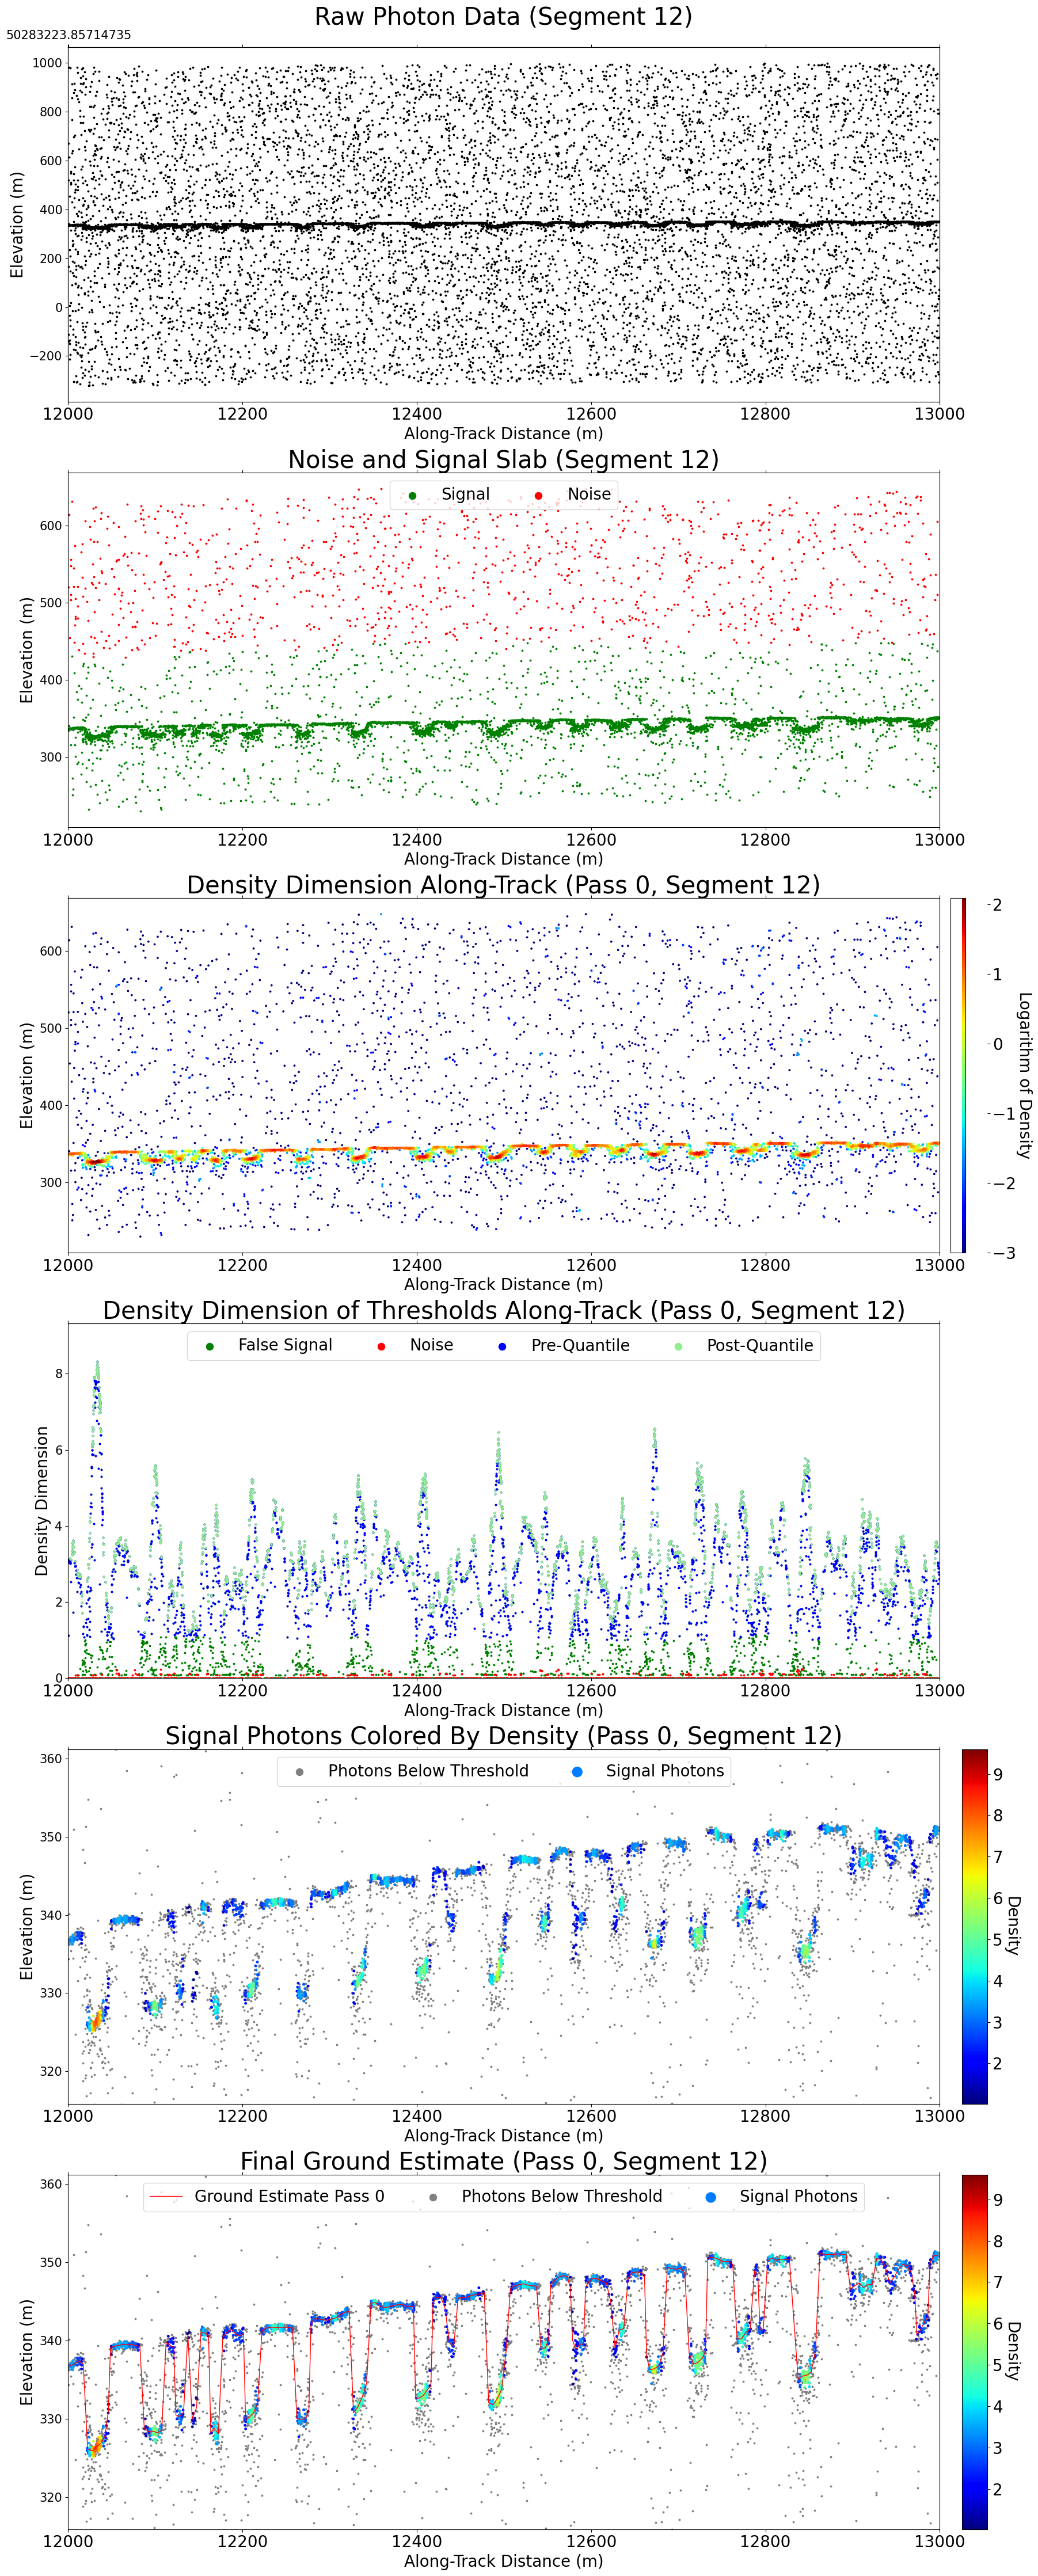 Raw Photon Data (Segment 12)
50283223.85714735
1000
800
600
400
200
0
−200
Elevation (m)
12000 12200 12400 12600 12800 13000
Along-Track Distance (m)
Noise and Signal Slab (Segment 12)
Signal Noise
600
500
400
300
Elevation (m)
12000 12200 12400 12600 12800 13000
Along-Track Distance (m)
Density Dimension Along-Track (Pass 0, Segment 12)
600
500
400
300
Elevation (m)
12000 12200 12400 12600 12800 13000
Along-Track Distance (m)
2
1
0
−1
−2
−3
Logarithm of Density
Density Dimension of Thresholds Along-Track (Pass 0, Segment 12)
False Signal Noise Pre-Quantile Post-Quantile
8
6
4
2
0
Density Dimension
12000 12200 12400 12600 12800 13000
Along-Track Distance (m)
Signal Photons Colored By Density (Pass 0, Segment 12)
Photons Below Threshold Signal Photons
360
350
340
330
320
Elevation (m)
12000 12200 12400 12600 12800 13000
Along-Track Distance (m)
9
8
7
6
5
4
3
2
Density
Final Ground Estimate (Pass 0, Segment 12)
Ground Estimate Pass 0 Photons Below Threshold Signal Photons
360
350
340
330
320
Elevation (m)
12000 12200 12400 12600 12800 13000
Along-Track Distance (m)
9
8
7
6
5
4
3
2
Density